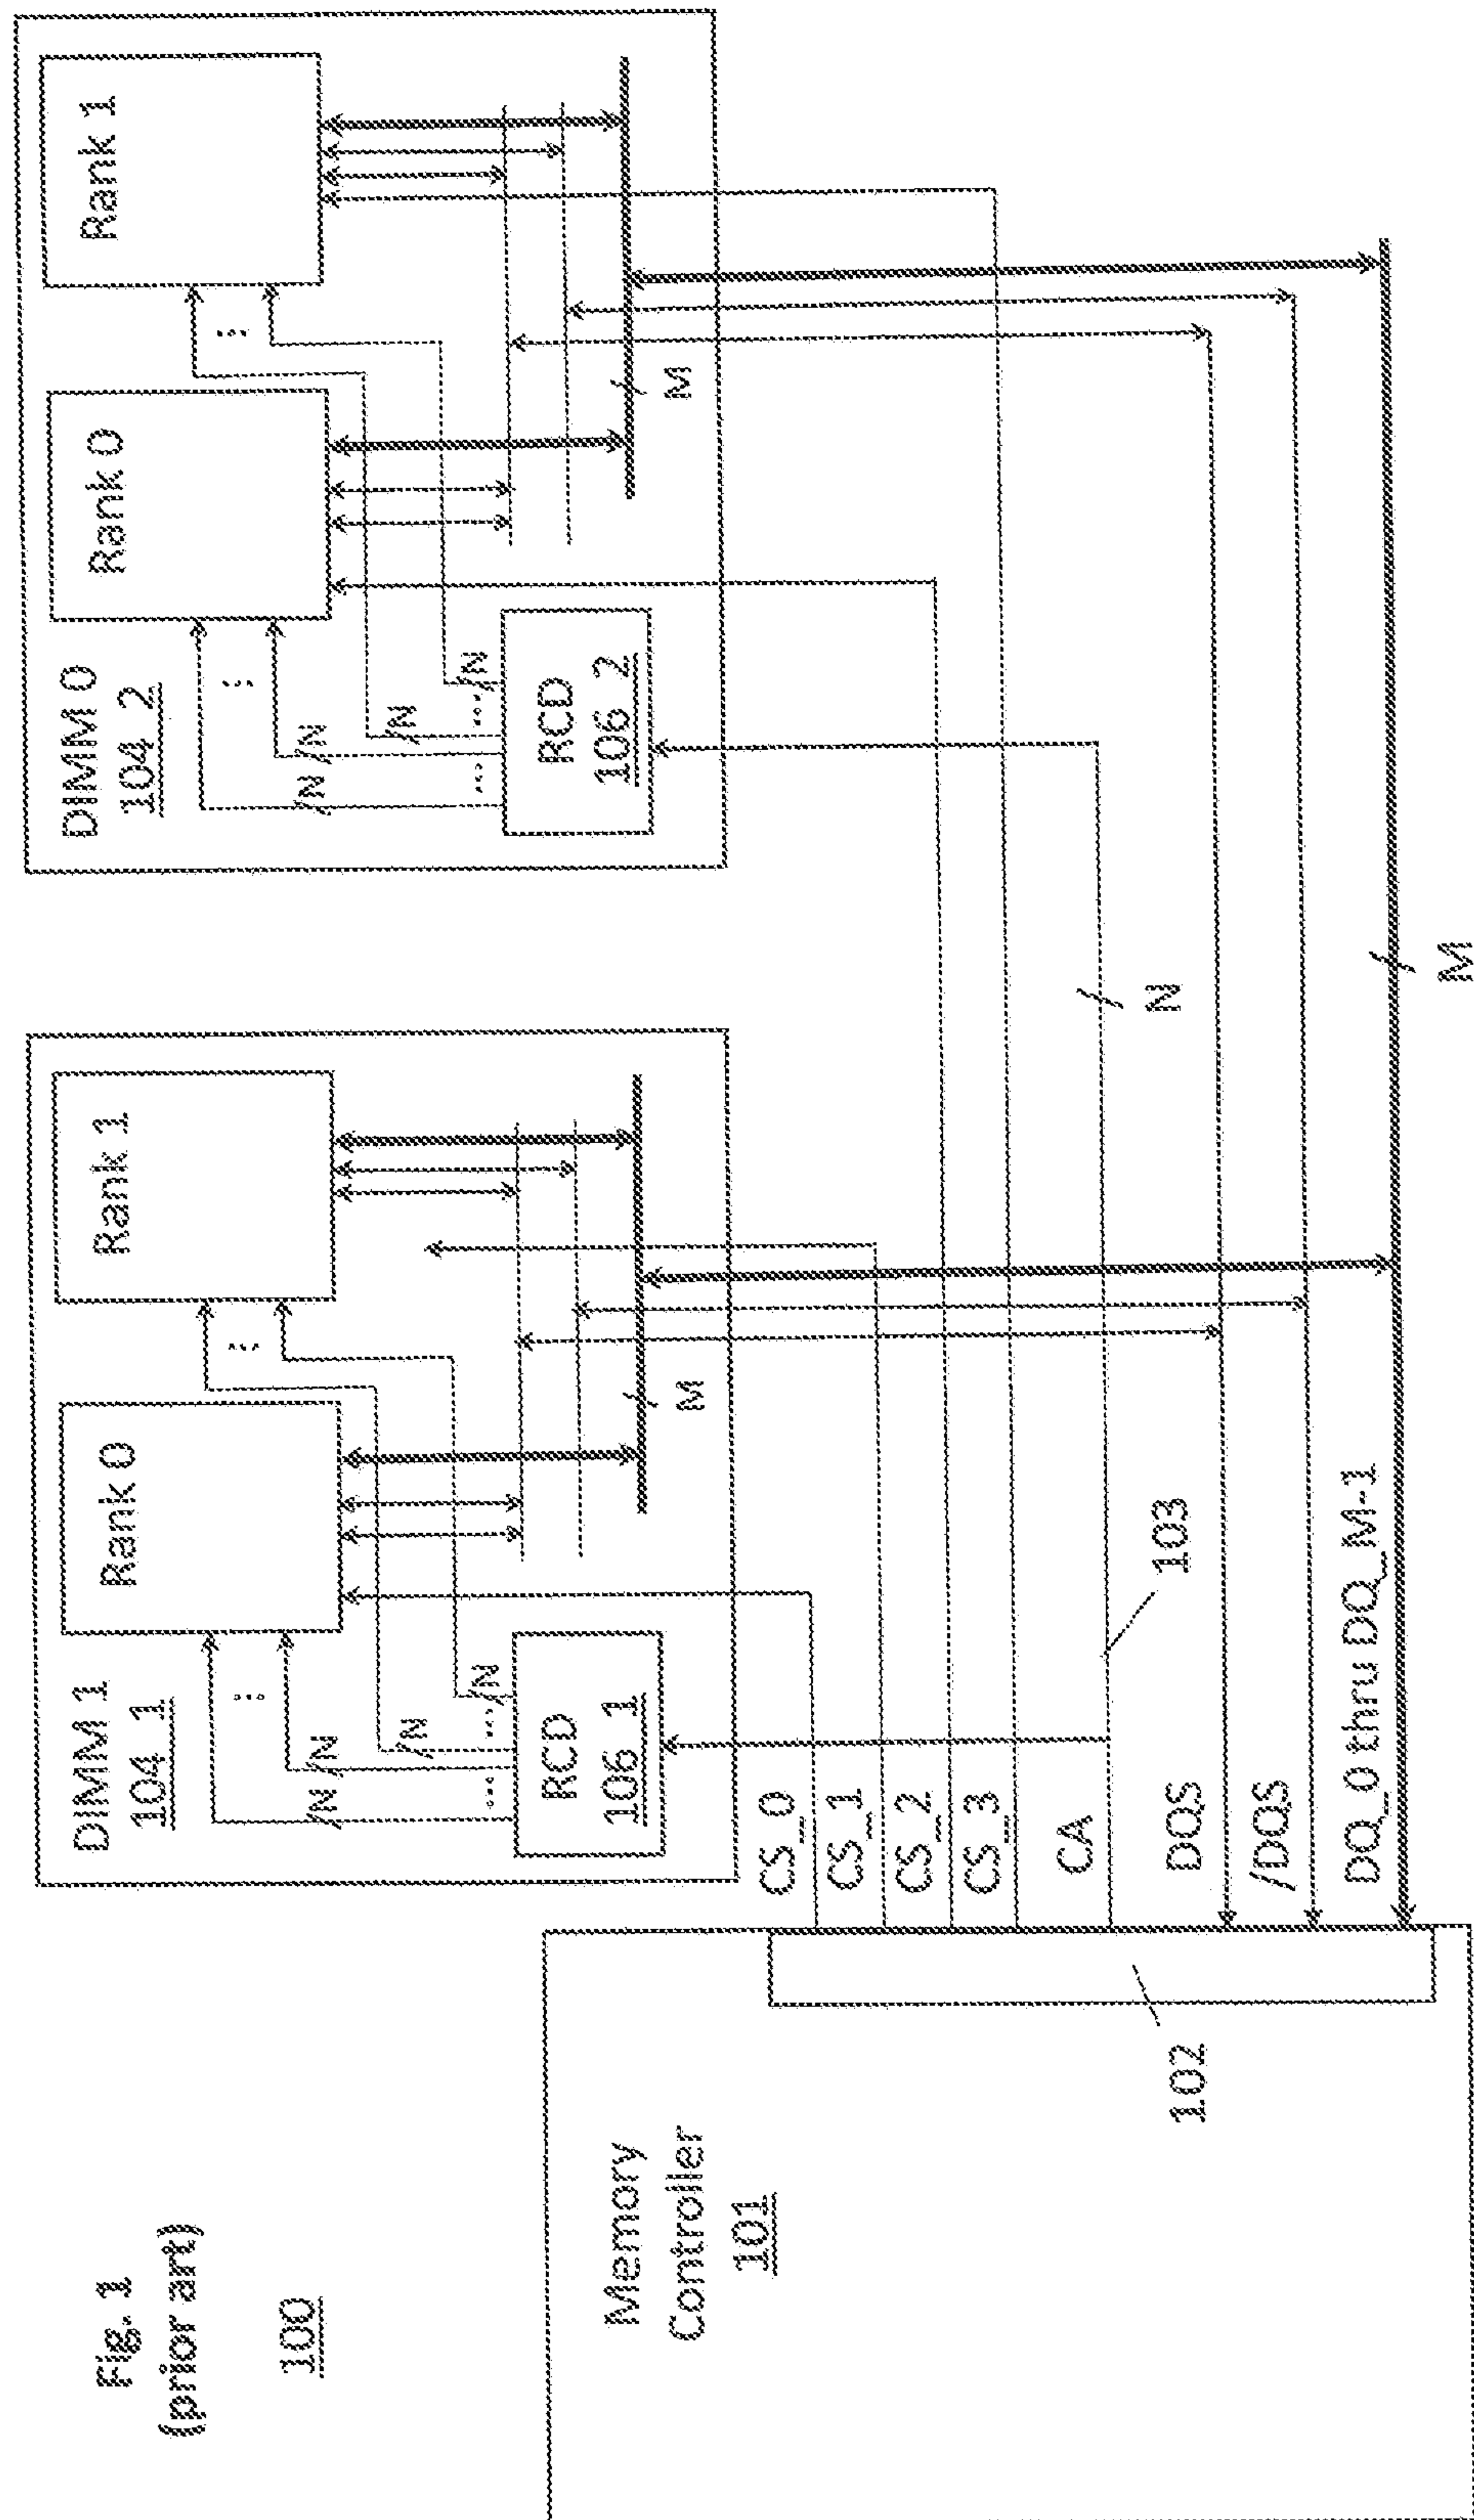 Fig. 1
(prior art)
100
DIMM 1
104_1
Rank 0
Rank 1
...
...
/N
/N
/N
/N
...
...
RCD
106_1
M
DIMM 0
104_2
Rank 0
Rank 1
...
...
/N
/N
/N
/N
...
...
RCD
106_2
M
Memory
Controller
101
102
CS_0
CS_1
CS_2
CS_3
CA
103
N
DQS
/DQS
DQ_0 thru DQ_M-1
M